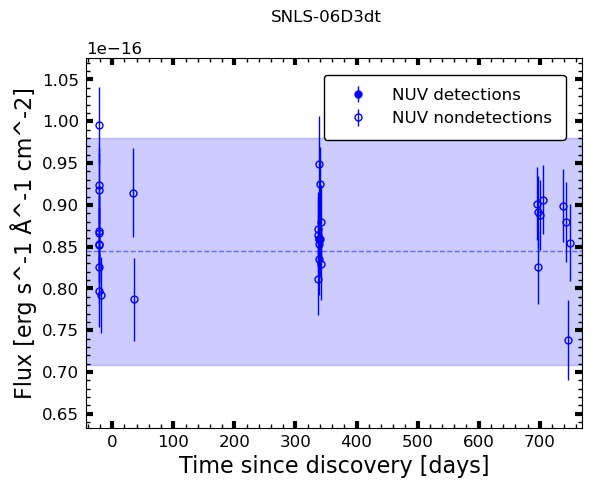 SNLS-06D3dt
1e−16
NUV detections
NUV nondetections
1.05
1.00
0.95
0.90
0.85
0.80
0.75
0.70
0.65
Flux [erg s^-1 Å^-1 cm^-2]
0 100 200 300 400 500 600 700
Time since discovery [days]